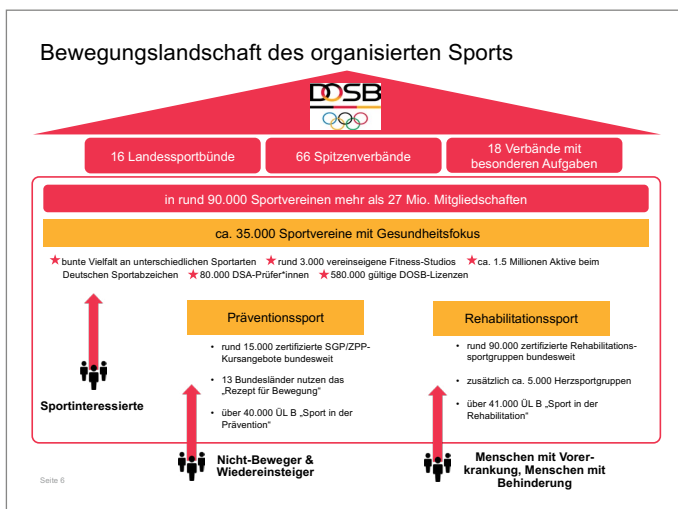 Bewegungslandschaft des organisierten Sports
DOSB
16 Landessportbünde
66 Spitzenverbände
18 Verbände mit
besonderen Aufgaben
in rund 90.000 Sportvereinen mehr als 27 Mio. Mitgliedschaften
ca. 35.000 Sportvereine mit Gesundheitsfokus
★bunte Vielfalt an unterschiedlichen Sportarten ★rund 3.000 vereinseigene Fitness-Studios ★ca. 1.5 Millionen Aktive beim
Deutschen Sportabzeichen ★80.000 DSA-Prüfer*innen ★580.000 gültige DOSB-Lizenzen
Sportinteressierte
Präventionssport
• rund 15.000 zertifizierte SGP/ZPP-
Kursangebote bundesweit
• 13 Bundesländer nutzen das
„Rezept für Bewegung“
• über 40.000 ÜL B „Sport in der
Prävention“
Nicht-Beweger &
Wiedereinsteiger
Rehabilitationssport
• rund 90.000 zertifizierte Rehabilitations-
sportgruppen bundesweit
• zusätzlich ca. 5.000 Herzsportgruppen
• über 41.000 ÜL B „Sport in der
Rehabilitation“
Menschen mit Vorer-
krankung, Menschen mit
Behinderung
Seite 6